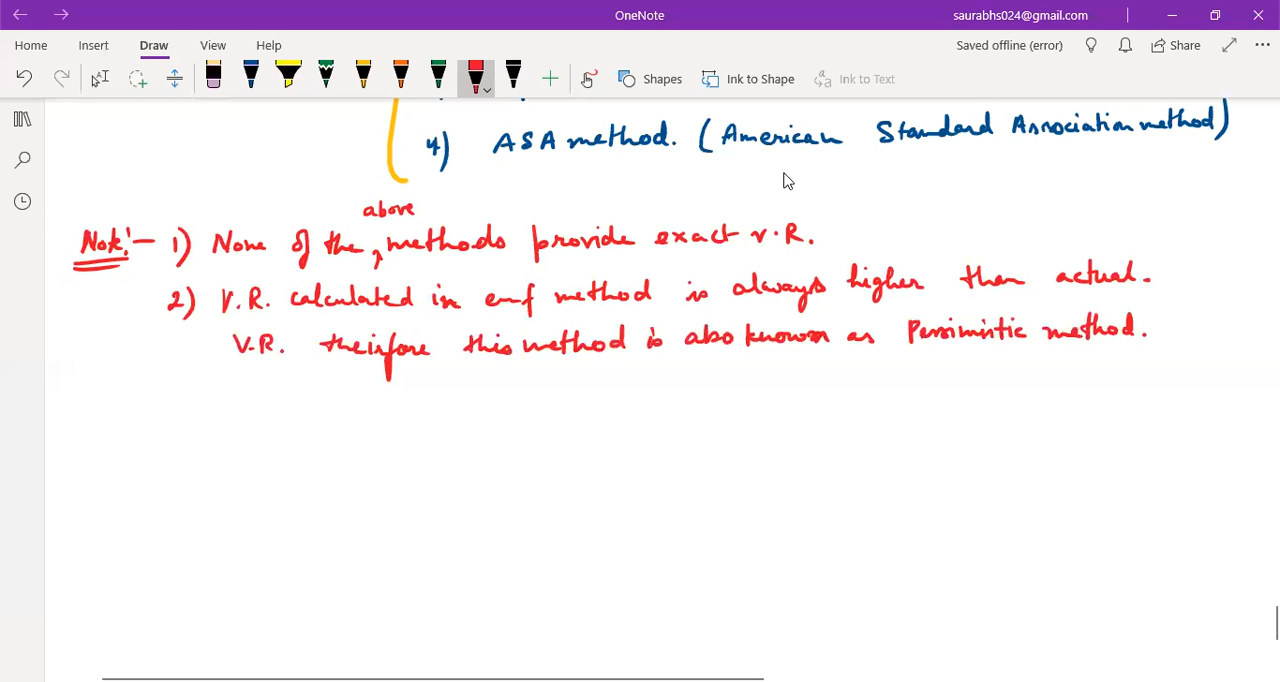 OneNote
saurabhs024@gmail.com
Home Insert Draw View Help
Saved offline (error) Share
Shapes Ink to Shape Ink to Text
4) ASA method. (American Standard Association method)
above
Note:- 1) None of the methods provide exact V.R.
2) V.R. calculated in emf method is always higher than actual.
V.R. therefore this method is also known as Pessimistic method.